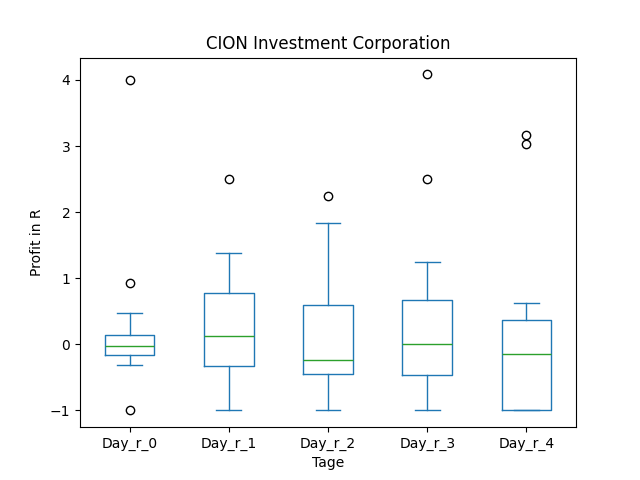 CION Investment Corporation
Profit in R
4
3
2
1
0
−1
Day_r_0 Day_r_1 Day_r_2 Day_r_3 Day_r_4
Tage